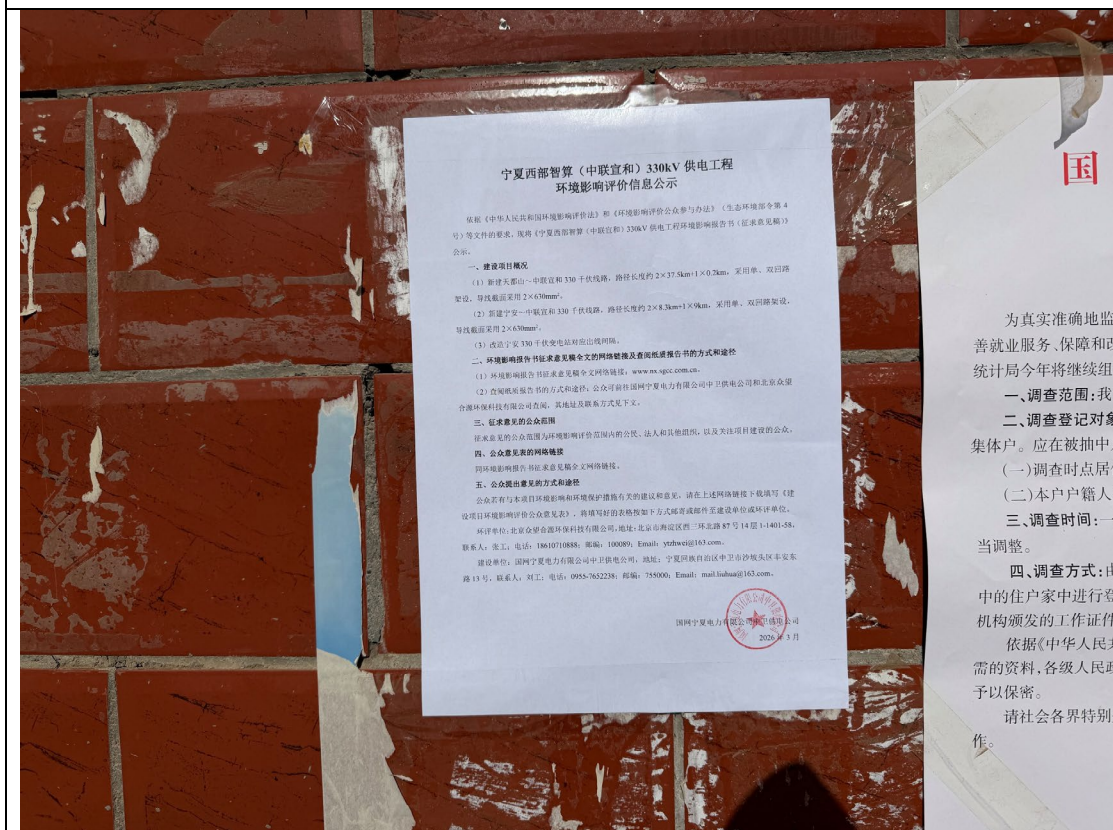 宁夏西部智算（中联宣和）330kV 供电工程
环境影响评价信息公示
依据《中华人民共和国环境影响评价法》和《环境影响评价公众参与办法》（生态环境部令第 4
号）等文件的要求，现将《宁夏西部智算（中联宣和）330kV 供电工程环境影响报告书（征求意见稿）》
公示。
一、建设项目概况
（1）新建天都山～中联宣和 330 千伏线路，路径长度约 2×37.5km+1×0.2km，采用单、双回路
架设，导线截面采用 2×630mm²。
（2）新建宁安～中联宣和 330 千伏线路，路径长度约 2×8.3km+1×9km，采用单、双回路架设，
导线截面采用 2×630mm²。
（3）改造宁安 330 千伏变电站对应出线间隔。
二、环境影响报告书征求意见稿全文的网络链接及查阅纸质报告书的方式和途径
（1）环境影响报告书征求意见稿全文网络链接：www.nx.sgcc.com.cn。
（2）查阅纸质报告书的方式和途径：公众可前往国网宁夏电力有限公司中卫供电公司和北京众望
合源环保科技有限公司查阅，其地址及联系方式见下文。
三、征求意见的公众范围
征求意见的公众范围为环境影响评价范围内的公民、法人和其他组织，以及关注项目建设的公众。
四、公众意见表的网络链接
同环境影响报告书征求意见稿全文网络链接。
五、公众提出意见的方式和途径
公众若有与本项目环境影响和环境保护措施有关的建议和意见，请在上述网络链接下载填写《建
设项目环境影响评价公众意见表》，将填写好的表格按如下方式邮寄或邮件至建设单位或环评单位。
环评单位：北京众望合源环保科技有限公司，地址：北京市海淀区西三环北路 87 号 14 层 1-1401-58，
联系人：张工；电话：18610710888；邮编：100089；Email：ytzhwei@163.com。
建设单位：国网宁夏电力有限公司中卫供电公司，地址：宁夏回族自治区中卫市沙坡头区丰安东
路 13 号，联系人：刘工；电话：0955-7652238；邮编：755000；Email：mail.liuhua@163.com。
国网宁夏电力有限公司中卫供电公司
2026 年 3 月
国
为真实准确地监
善就业服务、保障和改
统计局今年将继续组
一、调查范围：我
二、调查登记对象
集体户。应在被抽中
（一）调查时点居住
（二）本户户籍人
三、调查时间：一
当调整。
四、调查方式：由
中的住户家中进行登
机构颁发的工作证件
依据《中华人民共
需的资料，各级人民政
予以保密。
请社会各界特别
作。